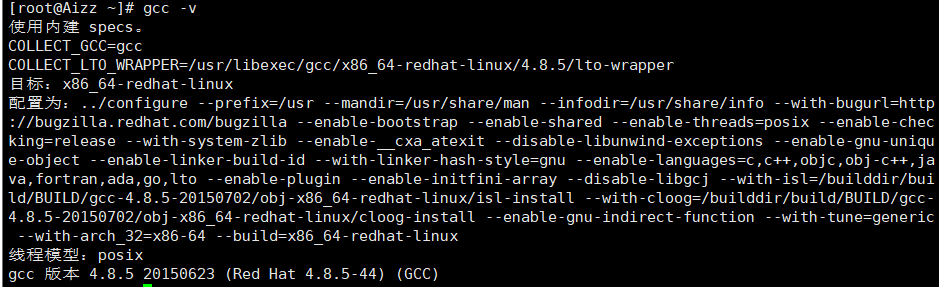 [root@Aizz ~]# gcc -v
使用内建 specs。
COLLECT_GCC=gcc
COLLECT_LTO_WRAPPER=/usr/libexec/gcc/x86_64-redhat-linux/4.8.5/lto-wrapper
目标：x86_64-redhat-linux
配置为：../configure --prefix=/usr --mandir=/usr/share/man --infodir=/usr/share/info --with-bugurl=http
://bugzilla.redhat.com/bugzilla --enable-bootstrap --enable-shared --enable-threads=posix --enable-chec
king=release --with-system-zlib --enable-__cxa_atexit --disable-libunwind-exceptions --enable-gnu-uniqu
e-object --enable-linker-build-id --with-linker-hash-style=gnu --enable-languages=c,c++,objc,obj-c++,ja
va,fortran,ada,go,lto --enable-plugin --enable-initfini-array --disable-libgcj --with-isl=/builddir/bui
ld/BUILD/gcc-4.8.5-20150702/obj-x86_64-redhat-linux/isl-install --with-cloog=/builddir/build/BUILD/gcc-
4.8.5-20150702/obj-x86_64-redhat-linux/cloog-install --enable-gnu-indirect-function --with-tune=generic
 --with-arch_32=x86-64 --build=x86_64-redhat-linux
线程模型：posix
gcc 版本 4.8.5 20150623 (Red Hat 4.8.5-44) (GCC)